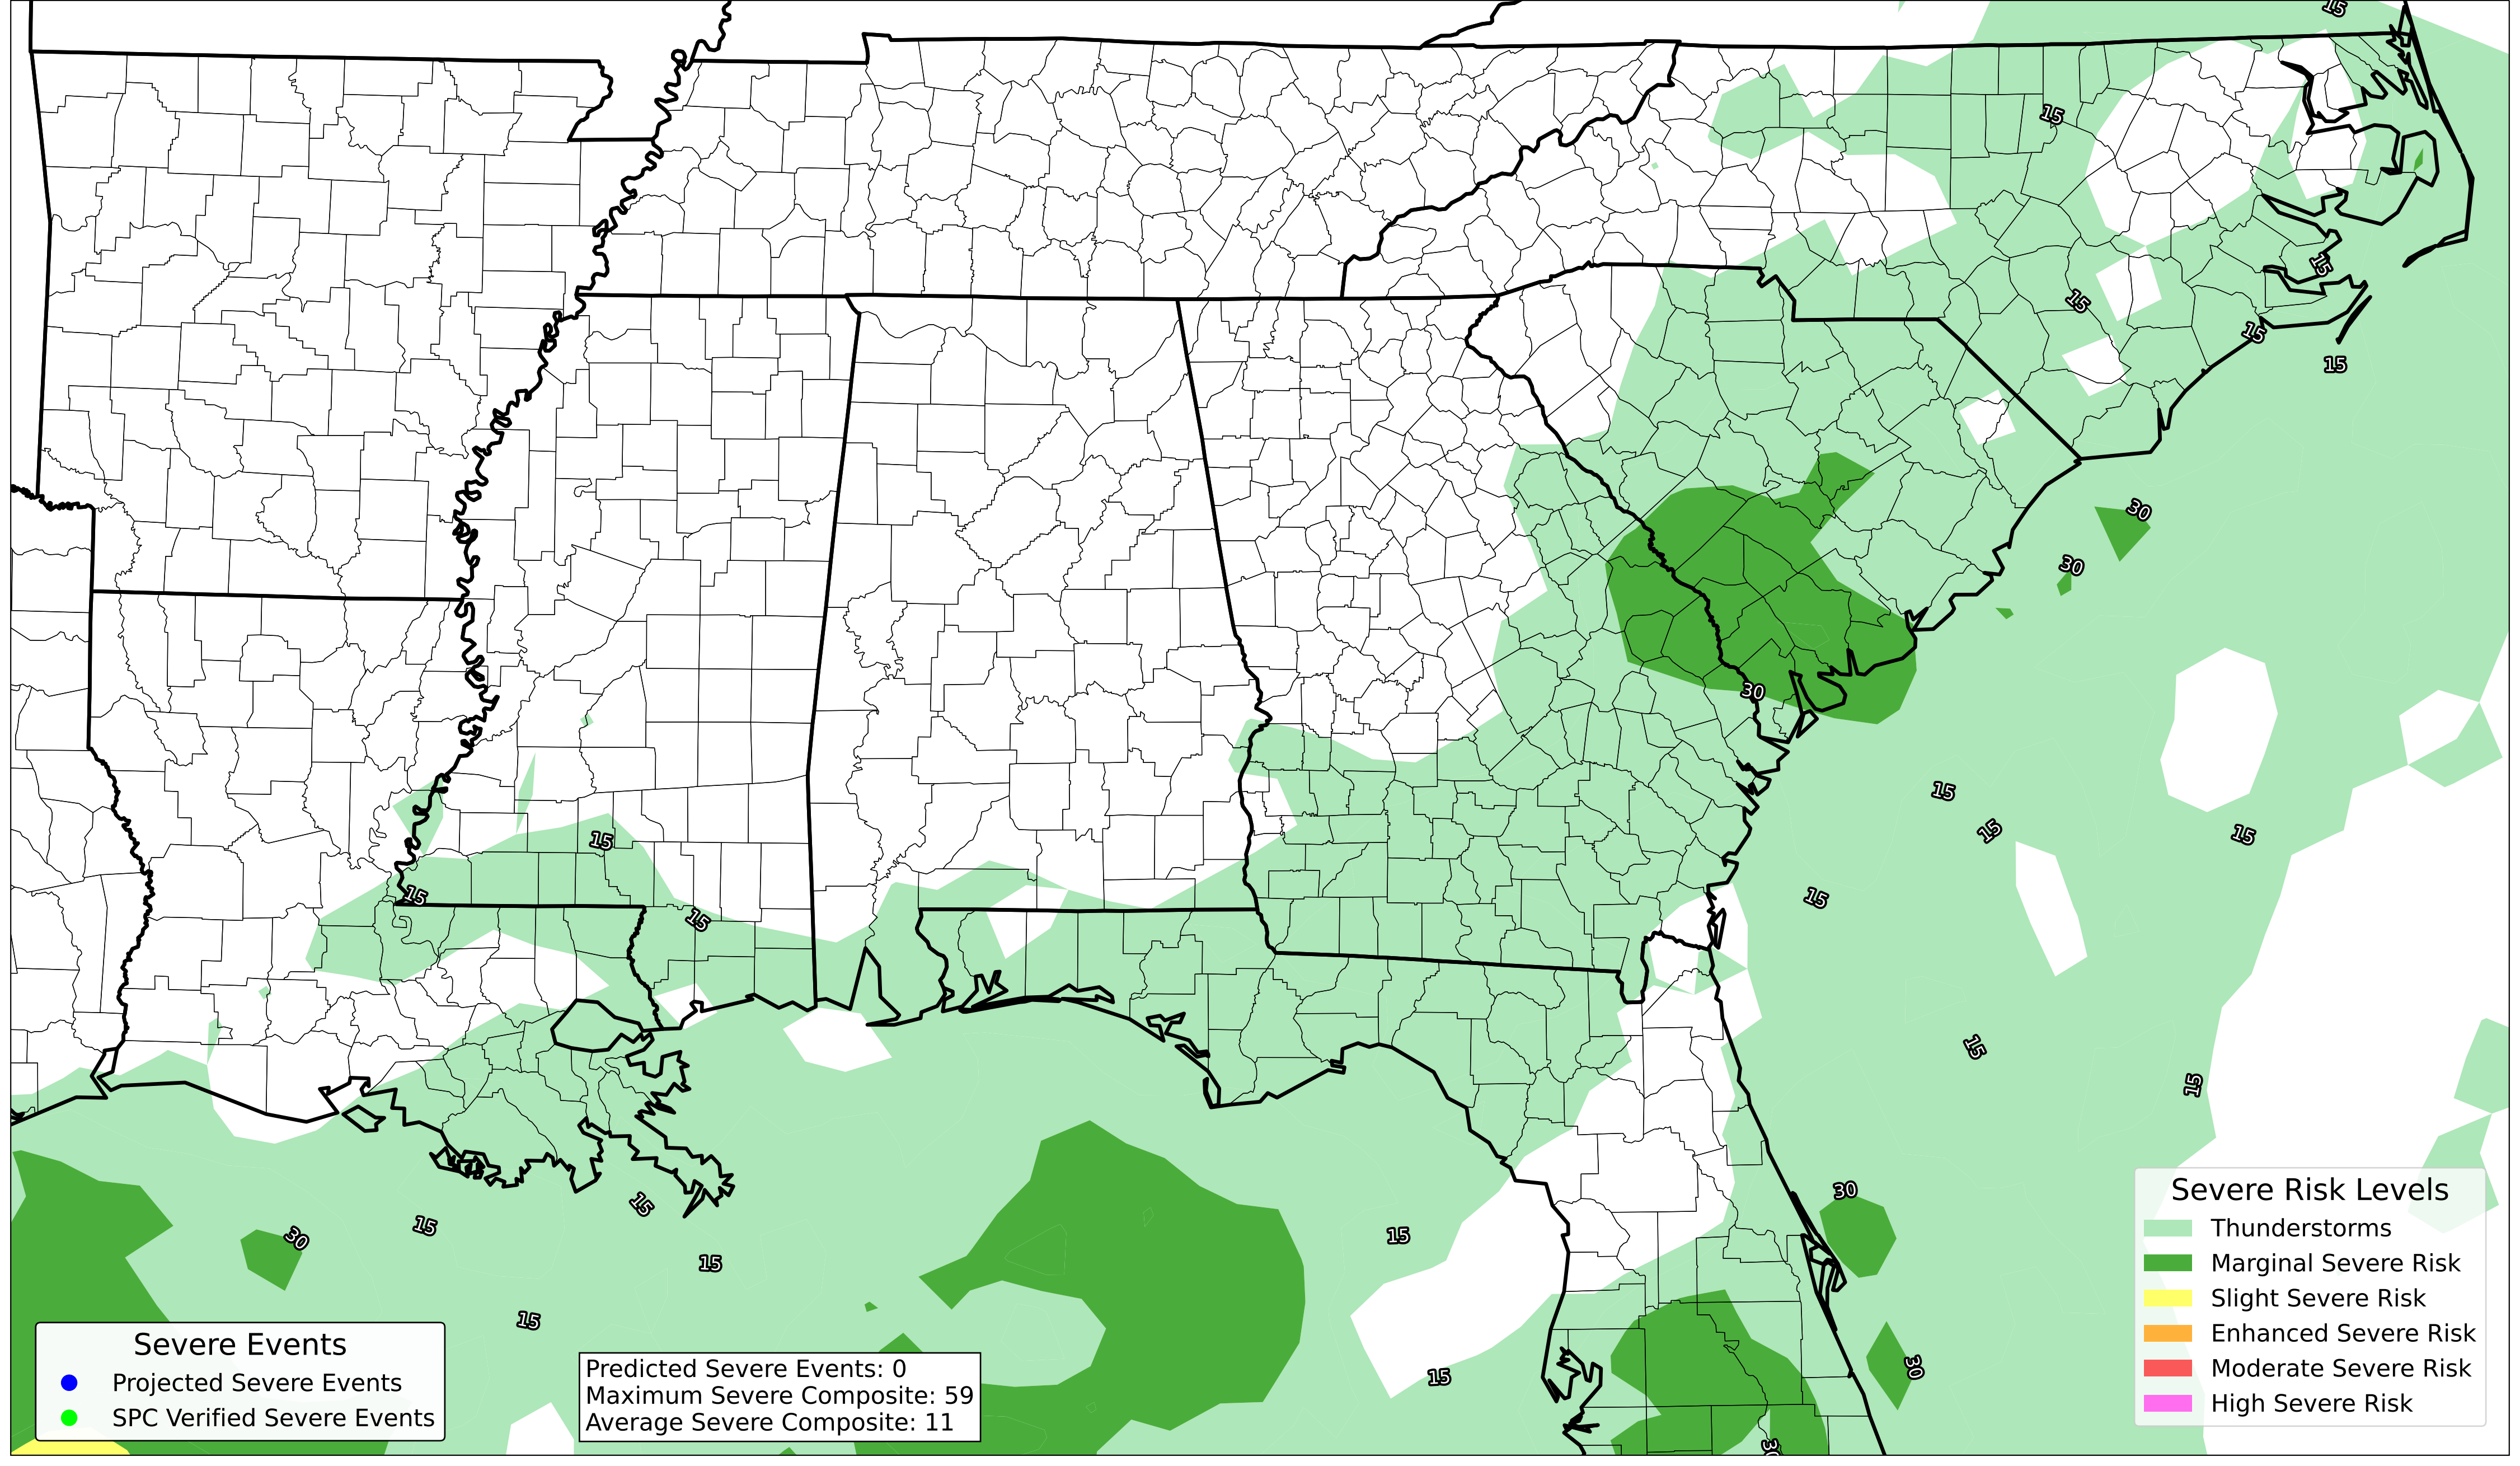 15
15
15
15
15
15
30
30
30
15
15
15
15
15
15
15
15
15
15
30
15
15
15
30
15
15
15
30
30
Severe Events
Projected Severe Events
SPC Verified Severe Events
Predicted Severe Events: 0
Maximum Severe Composite: 59
Average Severe Composite: 11
Severe Risk Levels
Thunderstorms
Marginal Severe Risk
Slight Severe Risk
Enhanced Severe Risk
Moderate Severe Risk
High Severe Risk